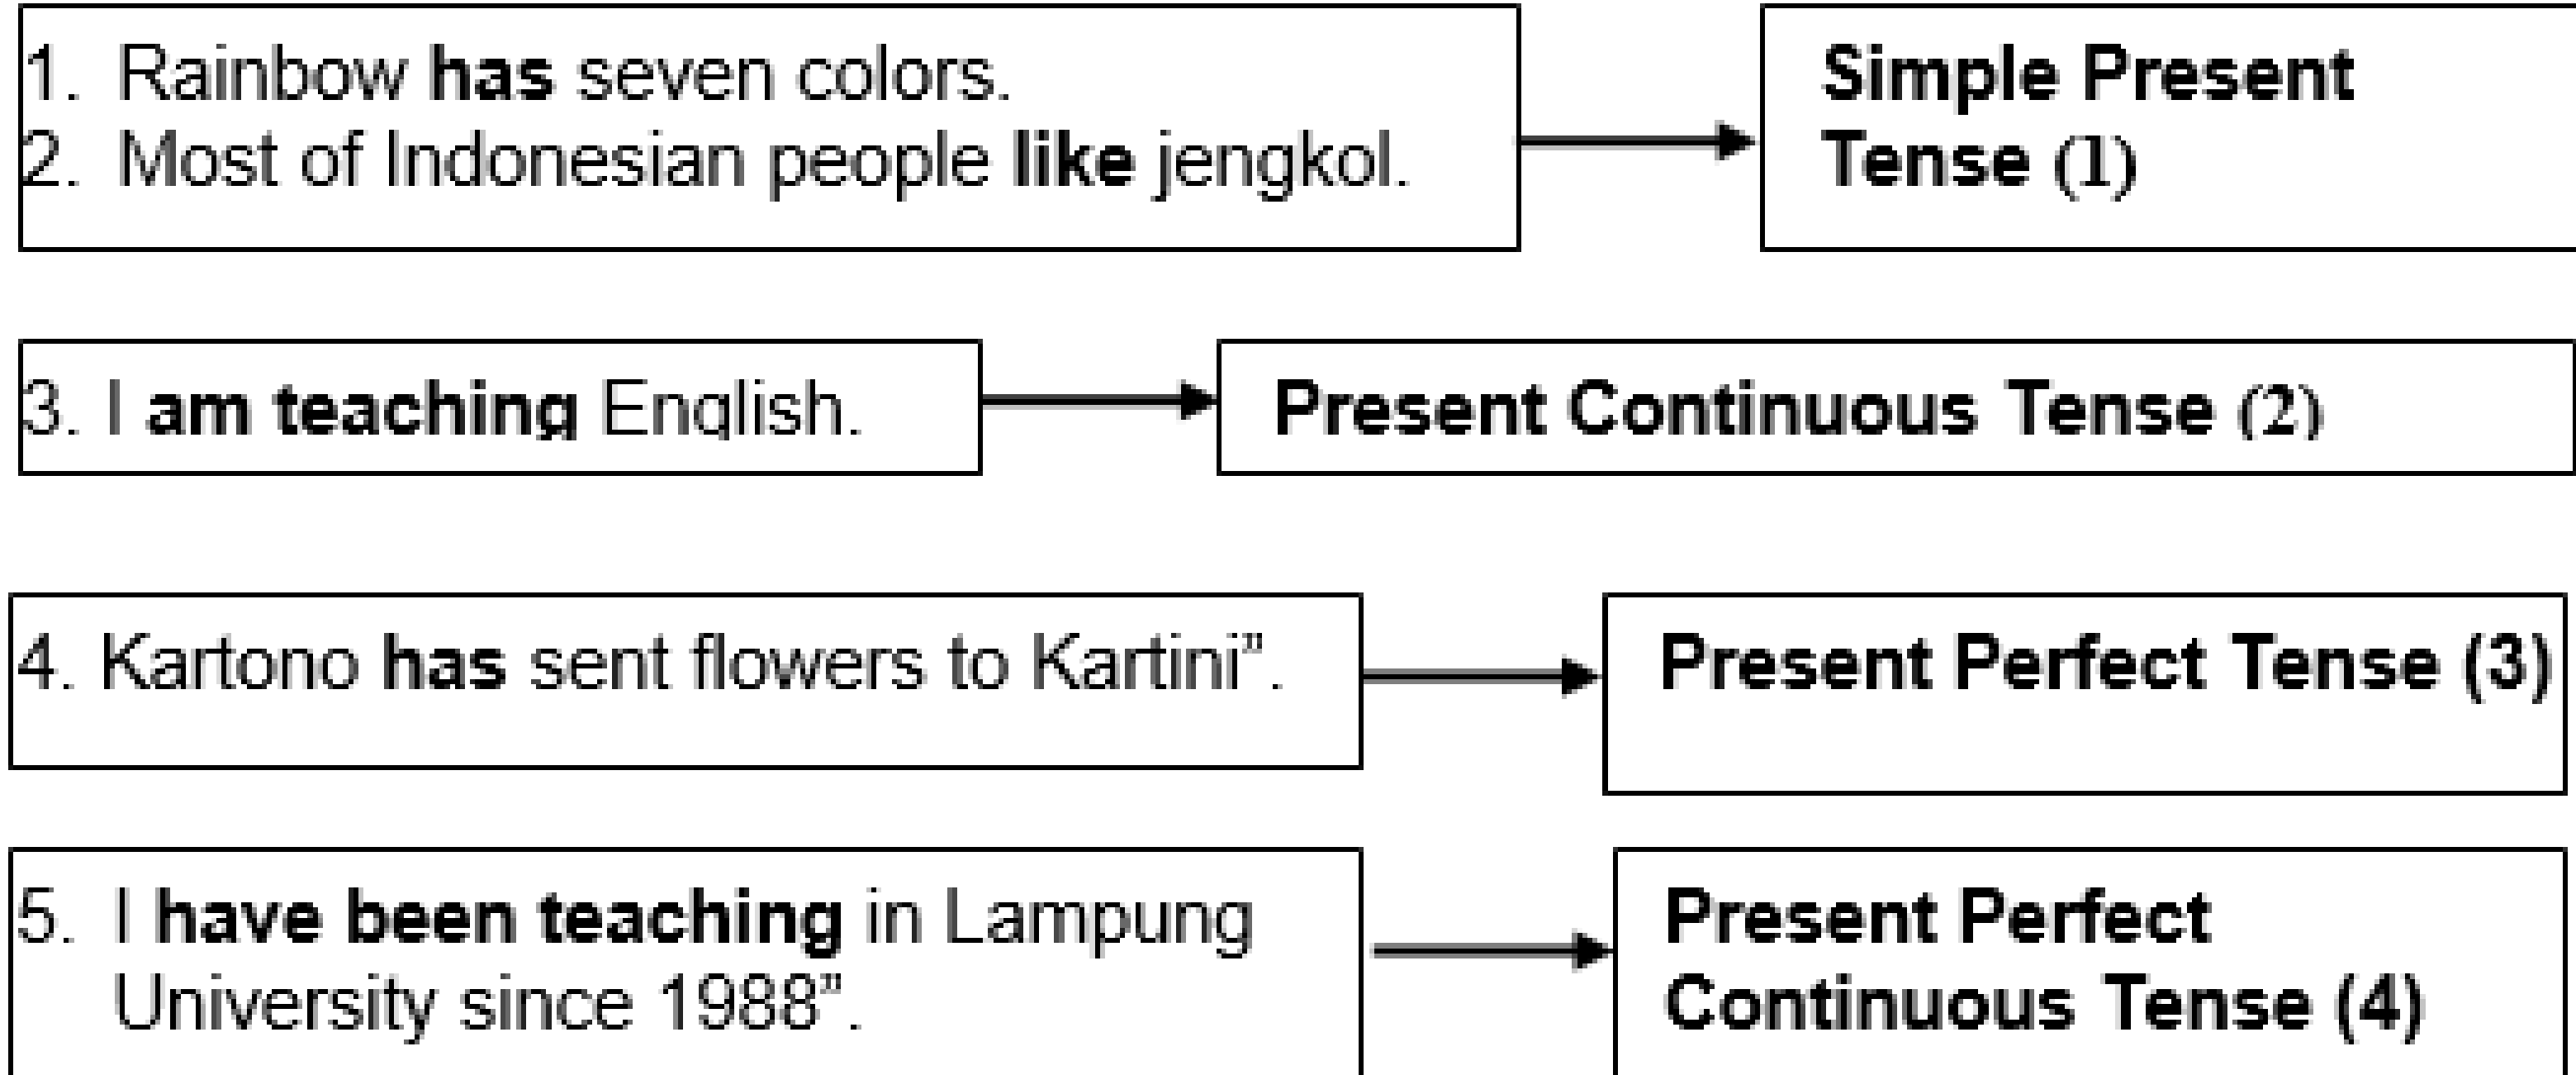 1. Rainbow has seven colors.
2. Most of Indonesian people like jengkol.
Simple Present
Tense (1)
3. I am teaching English.
Present Continuous Tense (2)
4. Kartono has sent flowers to Kartini”.
Present Perfect Tense (3)
5. I have been teaching in Lampung
University since 1988”.
Present Perfect
Continuous Tense (4)